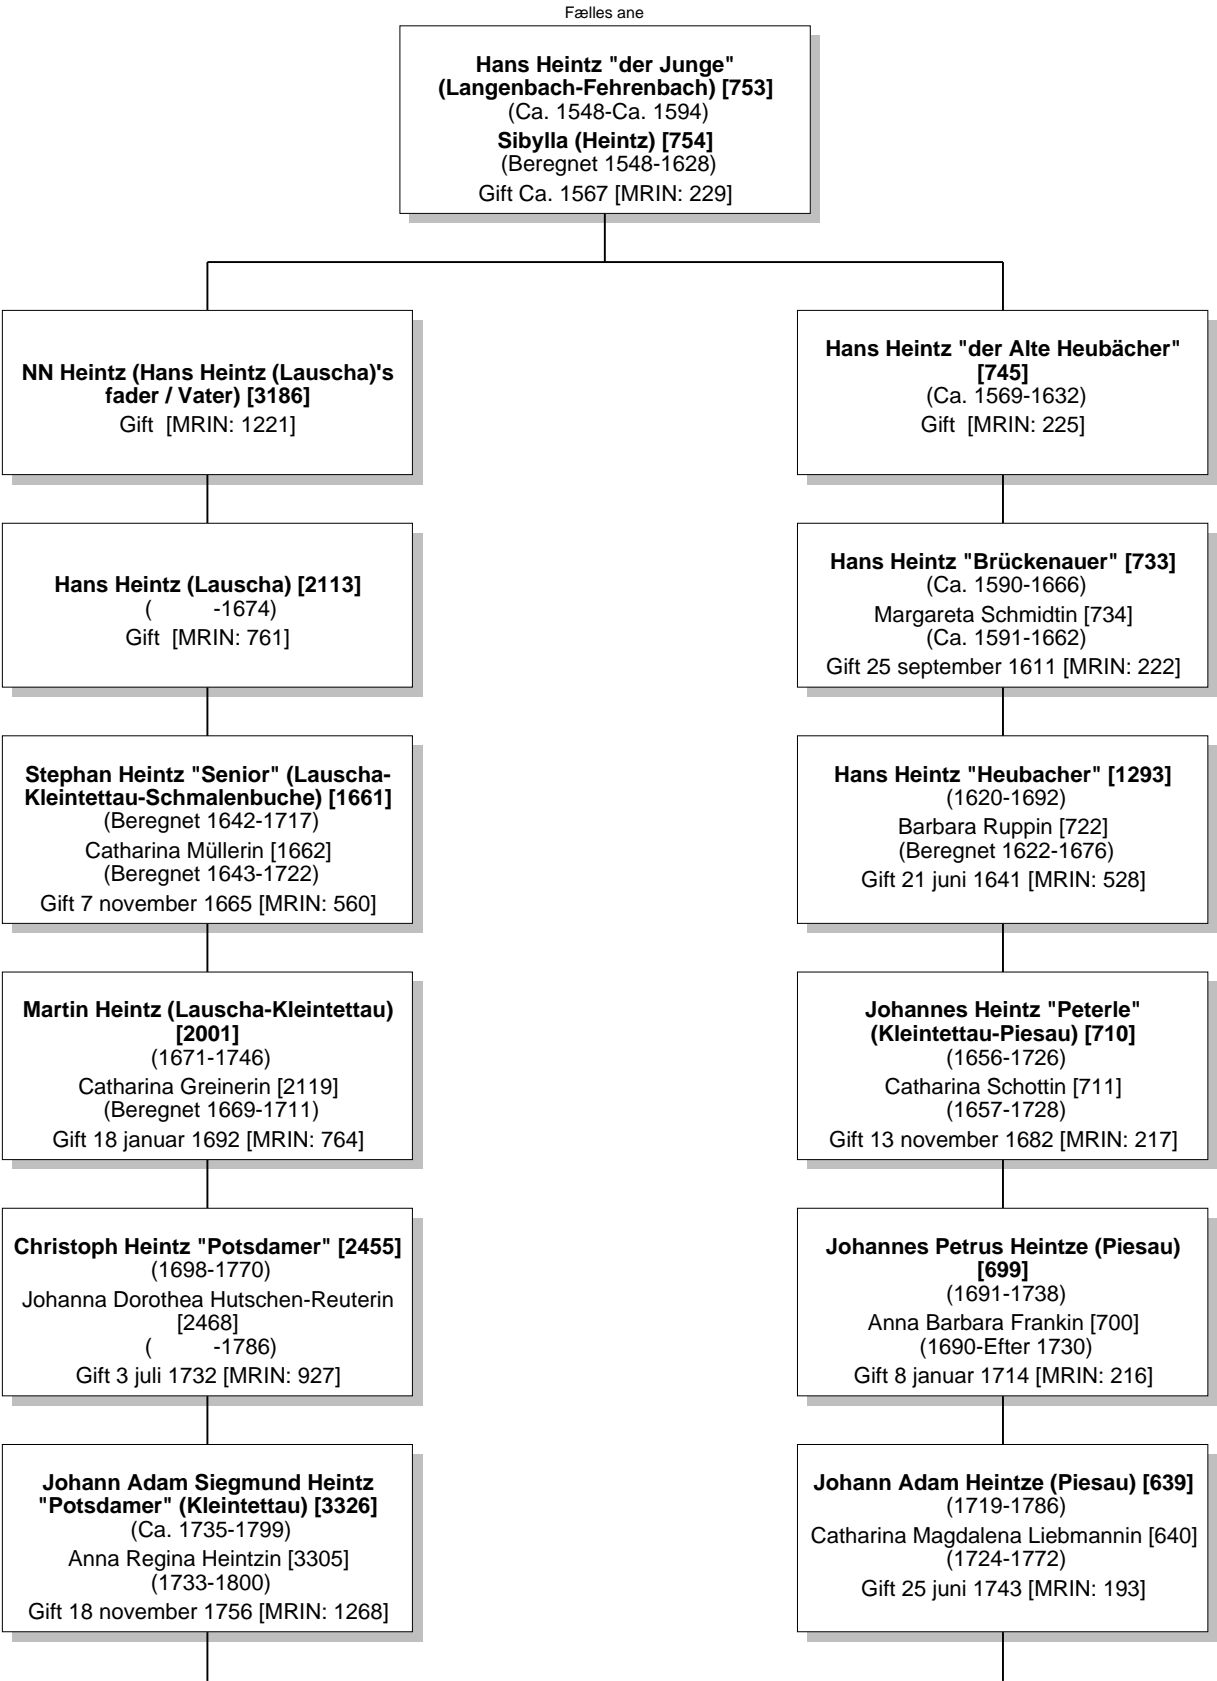 Fælles ane
Hans Heintz "der Junge"
(Langenbach-Fehrenbach) [753]
(Ca. 1548-Ca. 1594)
Sibylla (Heintz) [754]
(Beregnet 1548-1628)
Gift Ca. 1567 [MRIN: 229]
NN Heintz (Hans Heintz (Lauscha)'s
fader / Vater) [3186]
Gift  [MRIN: 1221]
Hans Heintz "der Alte Heubächer"
[745]
(Ca. 1569-1632)
Gift  [MRIN: 225]
Hans Heintz (Lauscha) [2113]
(          -1674)
Gift  [MRIN: 761]
Hans Heintz "Brückenauer" [733]
(Ca. 1590-1666)
Margareta Schmidtin [734]
(Ca. 1591-1662)
Gift 25 september 1611 [MRIN: 222]
Stephan Heintz "Senior" (Lauscha-
Kleintettau-Schmalenbuche) [1661]
(Beregnet 1642-1717)
Catharina Müllerin [1662]
(Beregnet 1643-1722)
Gift 7 november 1665 [MRIN: 560]
Hans Heintz "Heubacher" [1293]
(1620-1692)
Barbara Ruppin [722]
(Beregnet 1622-1676)
Gift 21 juni 1641 [MRIN: 528]
Martin Heintz (Lauscha-Kleintettau)
[2001]
(1671-1746)
Catharina Greinerin [2119]
(Beregnet 1669-1711)
Gift 18 januar 1692 [MRIN: 764]
Johannes Heintz "Peterle"
(Kleintettau-Piesau) [710]
(1656-1726)
Catharina Schottin [711]
(1657-1728)
Gift 13 november 1682 [MRIN: 217]
Christoph Heintz "Potsdamer" [2455]
(1698-1770)
Johanna Dorothea Hutschen-Reuterin
[2468]
(          -1786)
Gift 3 juli 1732 [MRIN: 927]
Johannes Petrus Heintze (Piesau)
[699]
(1691-1738)
Anna Barbara Frankin [700]
(1690-Efter 1730)
Gift 8 januar 1714 [MRIN: 216]
Johann Adam Siegmund Heintz
"Potsdamer" (Kleintettau) [3326]
(Ca. 1735-1799)
Anna Regina Heintzin [3305]
(1733-1800)
Gift 18 november 1756 [MRIN: 1268]
Johann Adam Heintze (Piesau) [639]
(1719-1786)
Catharina Magdalena Liebmannin [640]
(1724-1772)
Gift 25 juni 1743 [MRIN: 193]